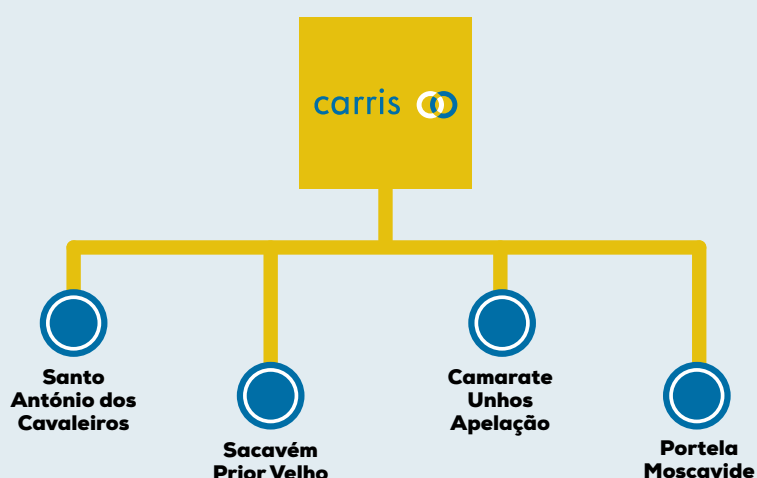 carris
Santo
António dos
Cavaleiros
Sacavém
Prior Velho
Camarate
Unhos
Apelação
Portela
Moscavide